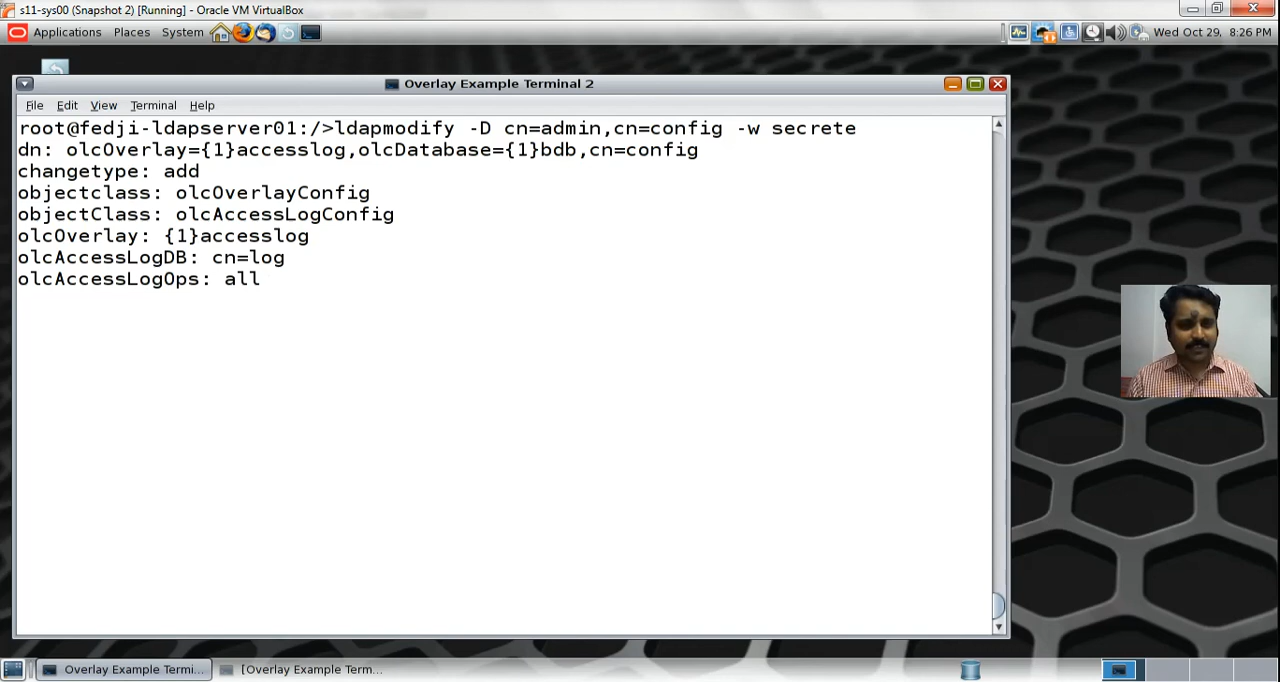 s11-sys00 (Snapshot 2) [Running] - Oracle VM VirtualBox
Applications Places System
Wed Oct 29, 8:26 PM
Overlay Example Terminal 2
File Edit View Terminal Help
root@fedji-ldapserver01:/>ldapmodify -D cn=admin,cn=config -w secrete
dn: olcOverlay={1}accesslog,olcDatabase={1}bdb,cn=config
changetype: add
objectclass: olcOverlayConfig
objectClass: olcAccessLogConfig
olcOverlay: {1}accesslog
olcAccessLogDB: cn=log
olcAccessLogOps: all
Overlay Example Termi... [Overlay Example Term...